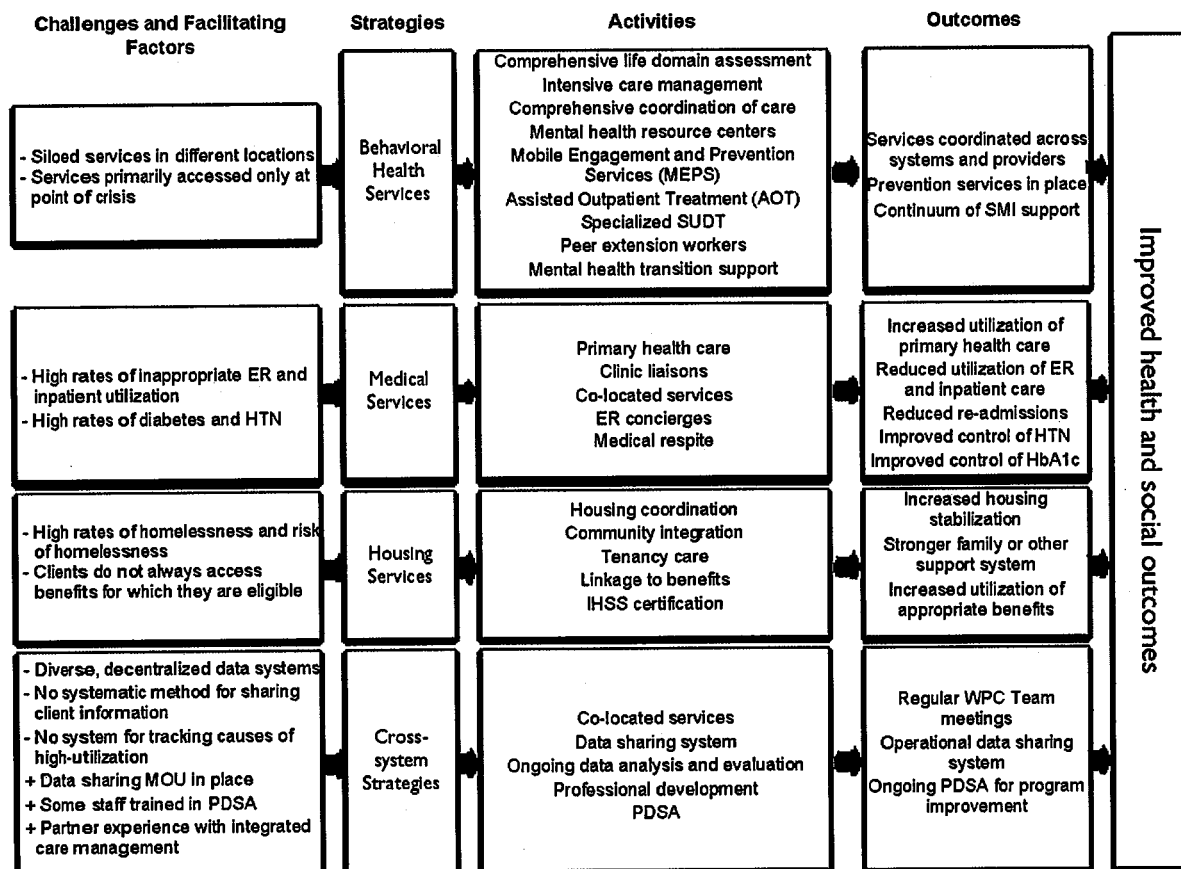 Challenges and Facilitating
Factors
Strategies
Activities
Outcomes
- Siloed services in different locations
- Services primarily accessed only at
point of crisis
Behavioral
Health
Services
Comprehensive life domain assessment
Intensive care management
Comprehensive coordination of care
Mental health resource centers
Mobile Engagement and Prevention
Services (MEPS)
Assisted Outpatient Treatment (AOT)
Specialized SUDT
Peer extension workers
Mental health transition support
Services coordinated across
systems and providers
Prevention services in place
Continuum of SMI support
- High rates of inappropriate ER and
inpatient utilization
- High rates of diabetes and HTN
Medical
Services
Primary health care
Clinic liaisons
Co-located services
ER concierges
Medical respite
Increased utilization of
primary health care
Reduced utilization of ER
and inpatient care
Reduced re-admissions
Improved control of HTN
Improved control of HbA1c
- High rates of homelessness and risk
of homelessness
- Clients do not always access
benefits for which they are eligible
Housing
Services
Housing coordination
Community integration
Tenancy care
Linkage to benefits
IHSS certification
Increased housing
stabilization
Stronger family or other
support system
Increased utilization of
appropriate benefits
- Diverse, decentralized data systems
- No systematic method for sharing
client information
- No system for tracking causes of
high-utilization
+ Data sharing MOU in place
+ Some staff trained in PDSA
+ Partner experience with integrated
care management
Cross-
system
Strategies
Co-located services
Data sharing system
Ongoing data analysis and evaluation
Professional development
PDSA
Regular WPC Team
meetings
Operational data sharing
system
Ongoing PDSA for program
improvement
Improved health and social outcomes